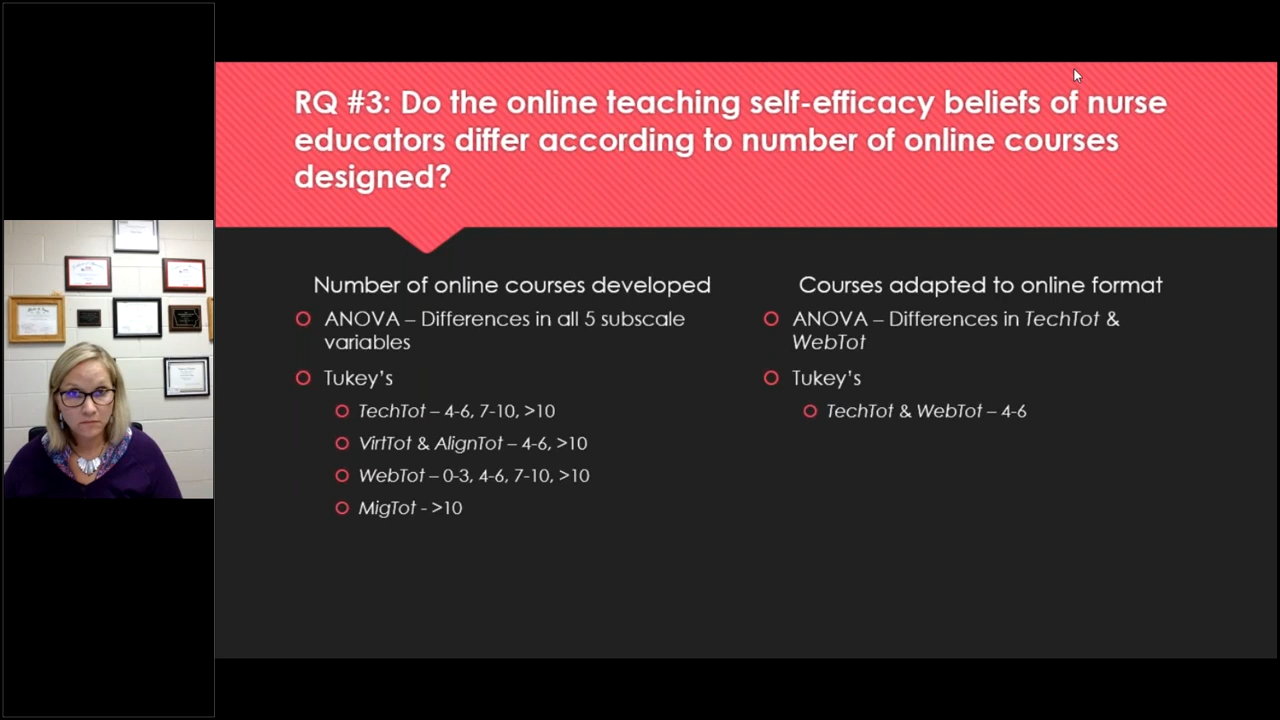 RQ #3: Do the online teaching self-efficacy beliefs of nurse
educators differ according to number of online courses
designed?
Number of online courses developed
ANOVA – Differences in all 5 subscale
variables
Tukey's
TechTot – 4-6, 7-10, >10
VirtTot & AlignTot – 4-6, >10
WebTot – 0-3, 4-6, 7-10, >10
MigTot - >10
Courses adapted to online format
ANOVA – Differences in TechTot &
WebTot
Tukey's
TechTot & WebTot – 4-6